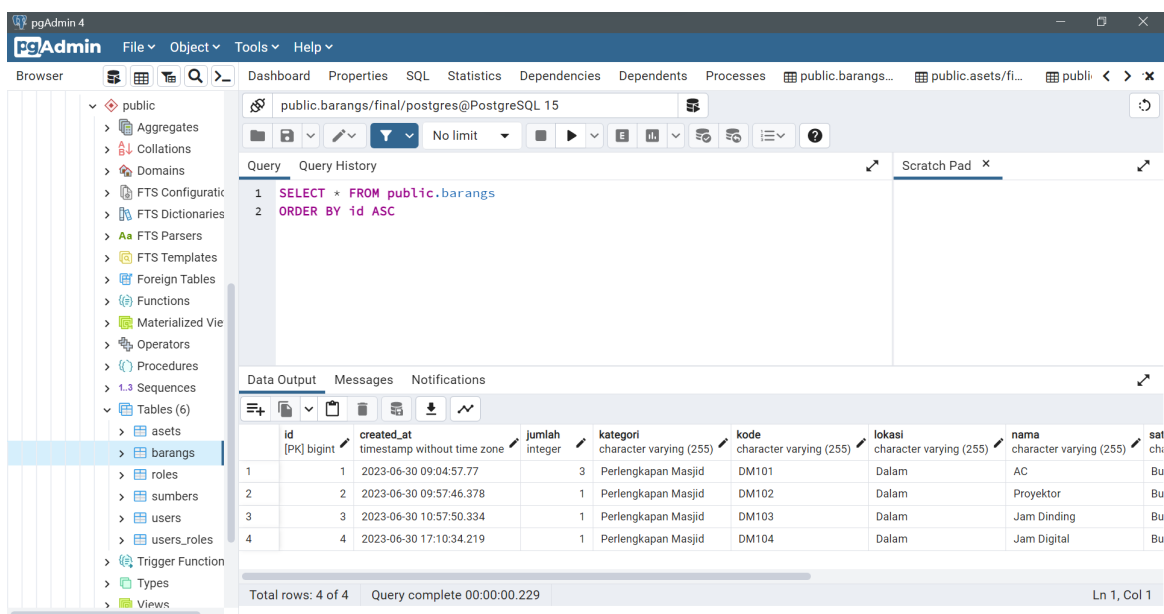 pgAdmin 4
pgAdmin File Object Tools Help
Browser
Dashboard Properties SQL Statistics Dependencies Dependents Processes public.barangs... public.asets/fi... publi
public
Aggregates
Collations
Domains
FTS Configuratic
FTS Dictionaries
Aa FTS Parsers
FTS Templates
Foreign Tables
Functions
Materialized Vie
Operators
Procedures
1..3 Sequences
Tables (6)
asets
barangs
roles
sumbers
users
users_roles
Trigger Function
Types
Views
public.barangs/final/postgres@PostgreSQL 15
No limit
Query Query History
Scratch Pad
1 SELECT * FROM public.barangs
2 ORDER BY id ASC
Data Output Messages Notifications
id created_at jumlah kategori kode lokasi nama sat
[PK] bigint timestamp without time zone integer character varying (255) character varying (255) character varying (255) character varying (255) cha
1 1 2023-06-30 09:04:57.77 3 Perlengkapan Masjid DM101 Dalam AC Bu
2 2 2023-06-30 09:57:46.378 1 Perlengkapan Masjid DM102 Dalam Proyektor Bu
3 3 2023-06-30 10:57:50.334 1 Perlengkapan Masjid DM103 Dalam Jam Dinding Bu
4 4 2023-06-30 17:10:34.219 1 Perlengkapan Masjid DM104 Dalam Jam Digital Bu
Total rows: 4 of 4 Query complete 00:00:00.229 Ln 1, Col 1